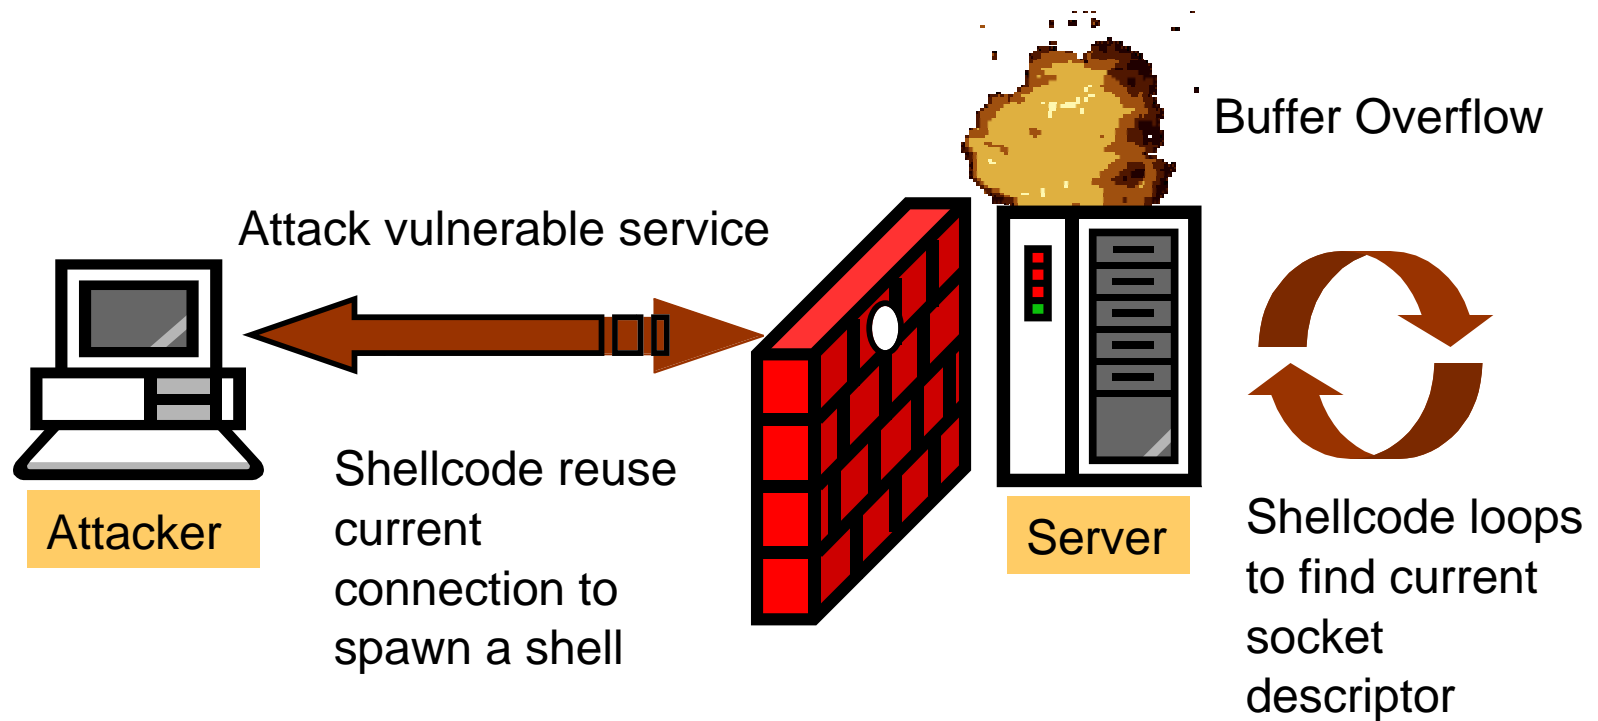 Buffer Overflow
Attack vulnerable service
Attacker
Shellcode reuse
current
connection to
spawn a shell
Server
Shellcode loops
to find current
socket
descriptor